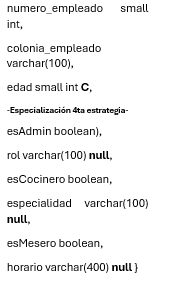 numero_empleado small
int,
colonia_empleado
varchar(100),
edad small int C,
-Especialización 4ta estrategia-
esAdmin boolean),
rol varchar(100) null,
esCocinero boolean,
especialidad varchar(100)
null,
esMesero boolean,
horario varchar(400) null }